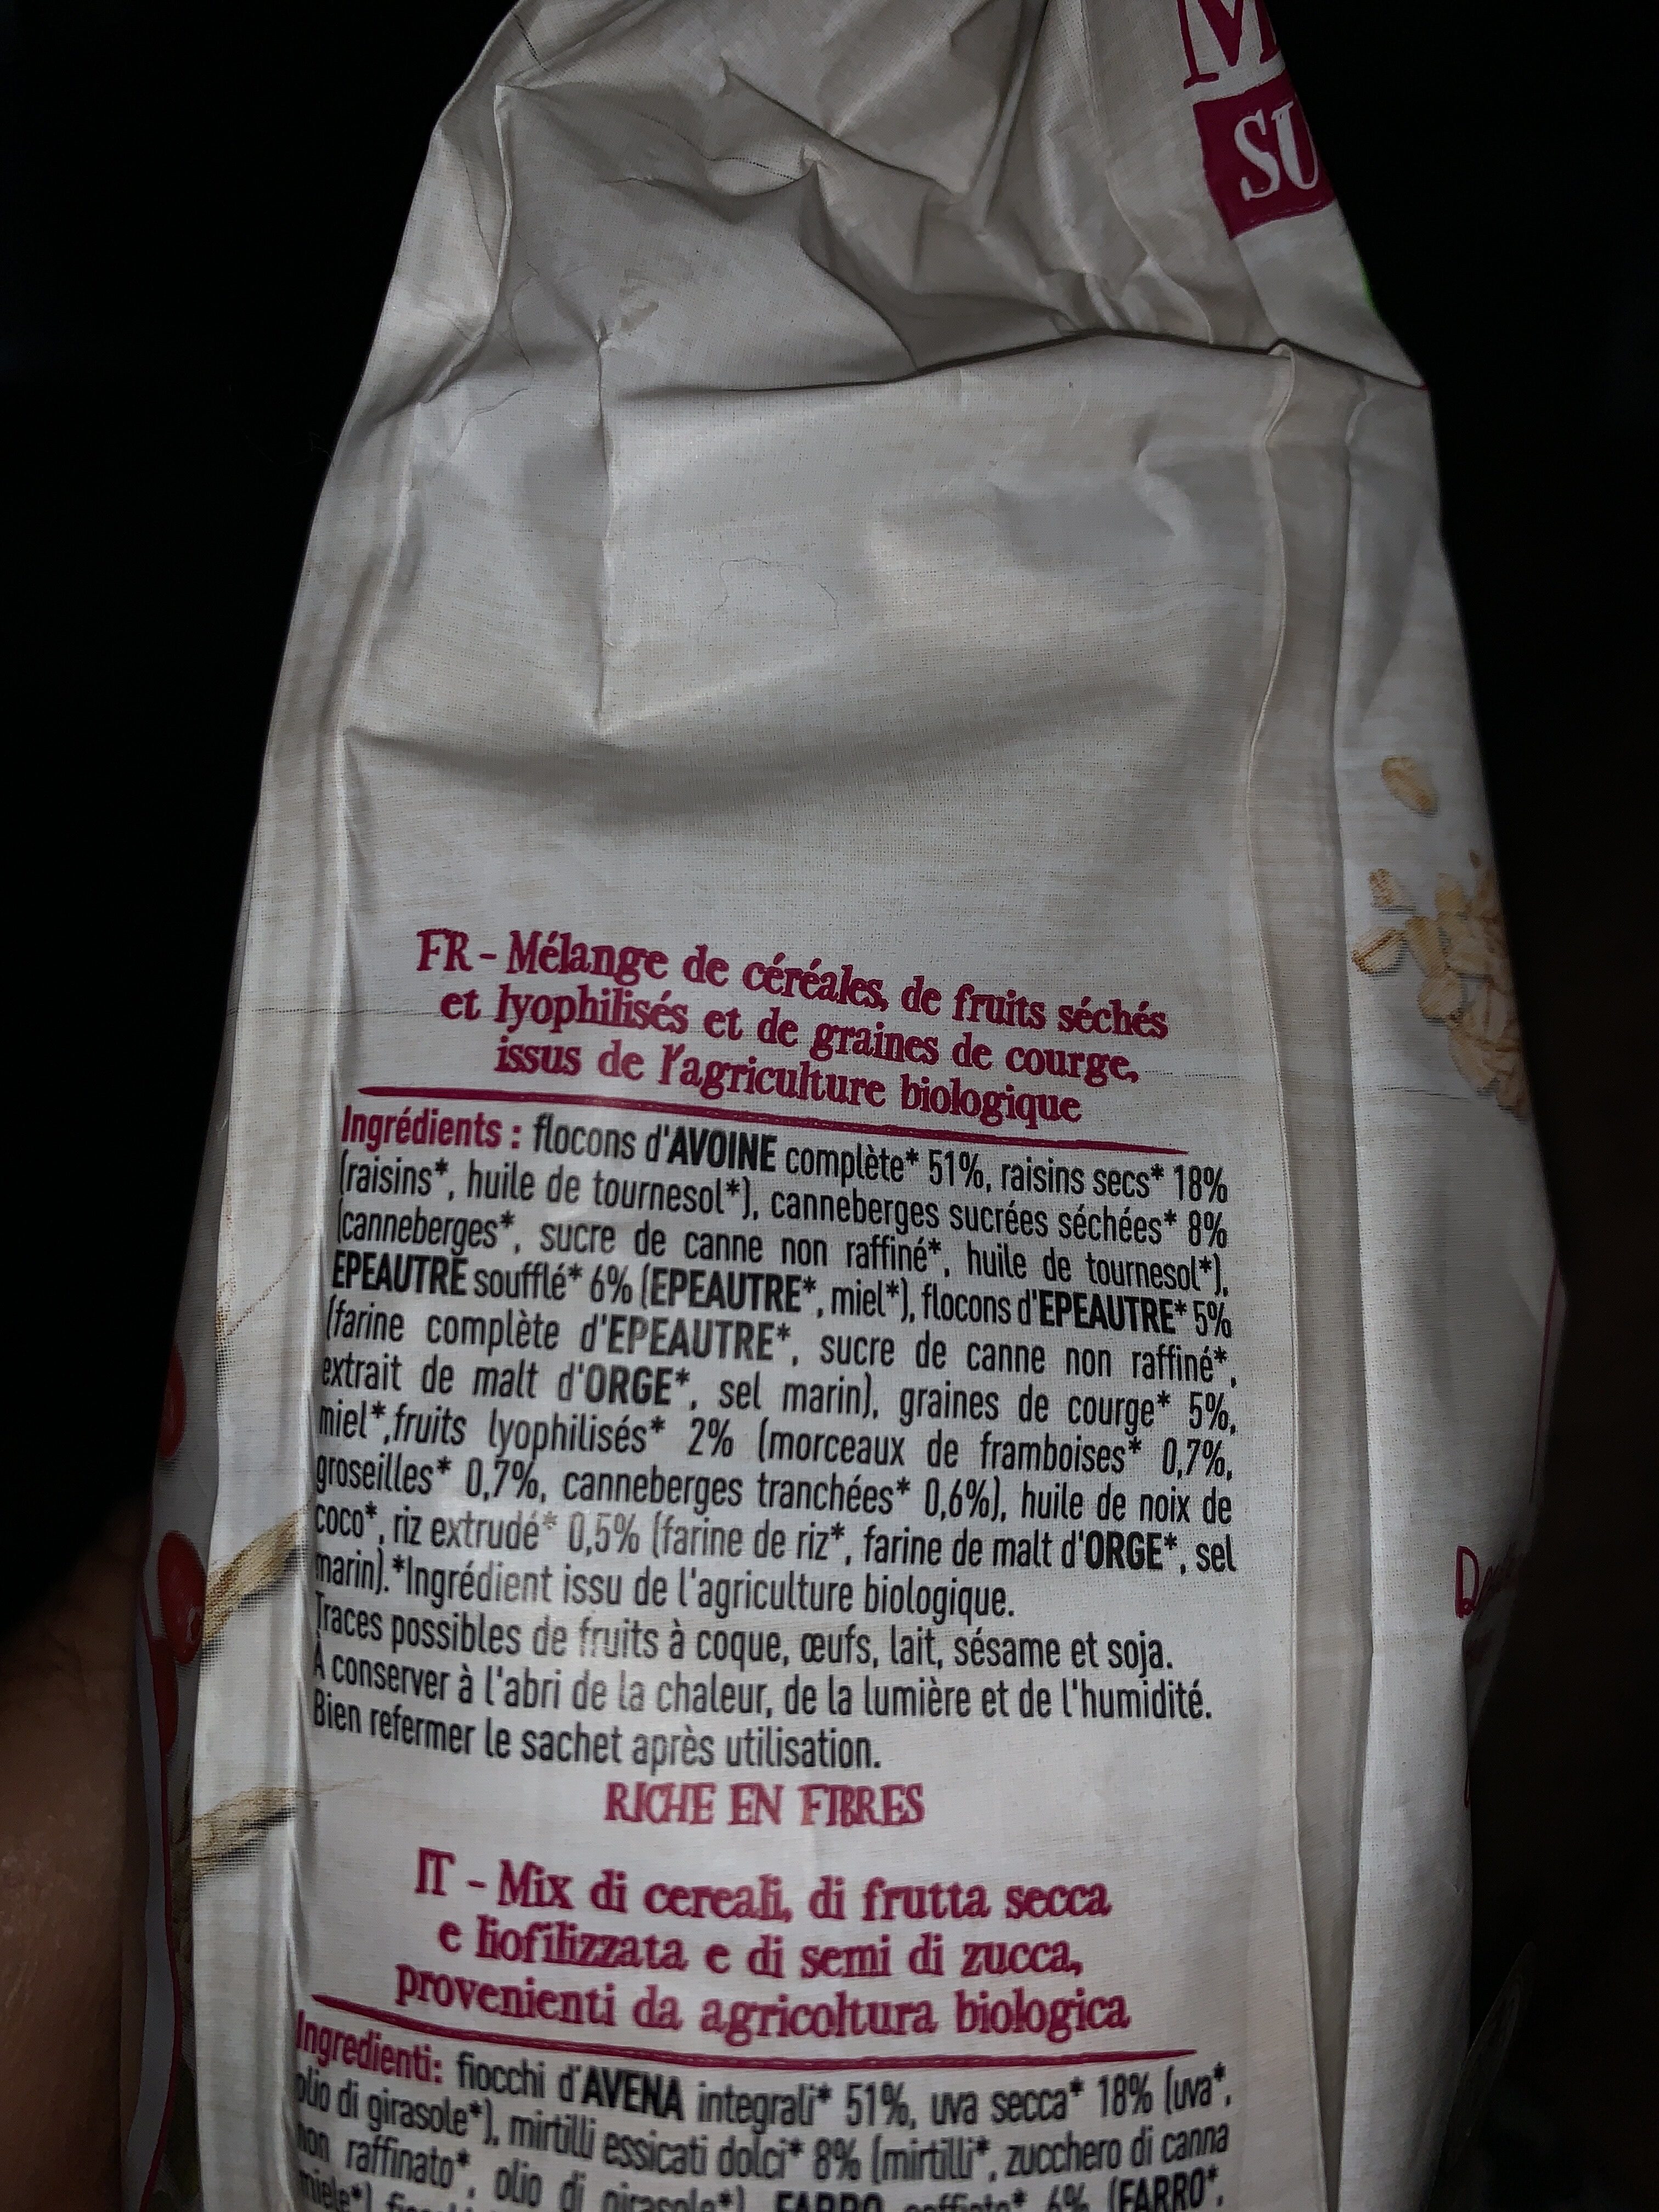 SU
FR - Mélange de céréales, de fruits séchés
et lyophilisés et de graines de courge,
issus de l'agriculture biologique
Ingrédients : flocons d'AVOINE complète* 51%, raisins secs* 18%
(raisins*, huile de tournesol*), canneberges sucrées séchées* 8%
(canneberges*, sucre de canne non raffiné*, huile de tournesol*),
EPEAUTRE soufflé* 6% (EPEAUTRE*, miel*), flocons d'EPEAUTRE* 5%
(farine complète d'EPEAUTRE*, sucre de canne non raffiné*,
extrait de malt d'ORGE*, sel marin), graines de courge* 5%,
miel*,fruits lyophilisés* 2% (morceaux de framboises* 0,7%,
groseilles* 0,7%, canneberges tranchées* 0,6%), huile de noix de
coco*, riz extrudé* 0,5% (farine de riz*, farine de malt d'ORGE*, sel
marin).*Ingrédient issu de l'agriculture biologique.
Traces possibles de fruits à coque, œufs, lait, sésame et soja.
À conserver à l'abri de la chaleur, de la lumière et de l'humidité.
Bien refermer le sachet après utilisation.
RICHE EN FIBRES
IT - Mix di cereali, di frutta secca
e liofilizzata e di semi di zucca,
provenienti da agricoltura biologica
Ingredienti: fiocchi d'AVENA integrali* 51%, uva secca* 18% (uva*,
olio di girasole*), mirtilli essicati dolci* 8% (mirtilli*, zucchero di canna
non raffinato*, olio di girasole*), FARRO soffiato* 6% (FARRO*,
miele*)